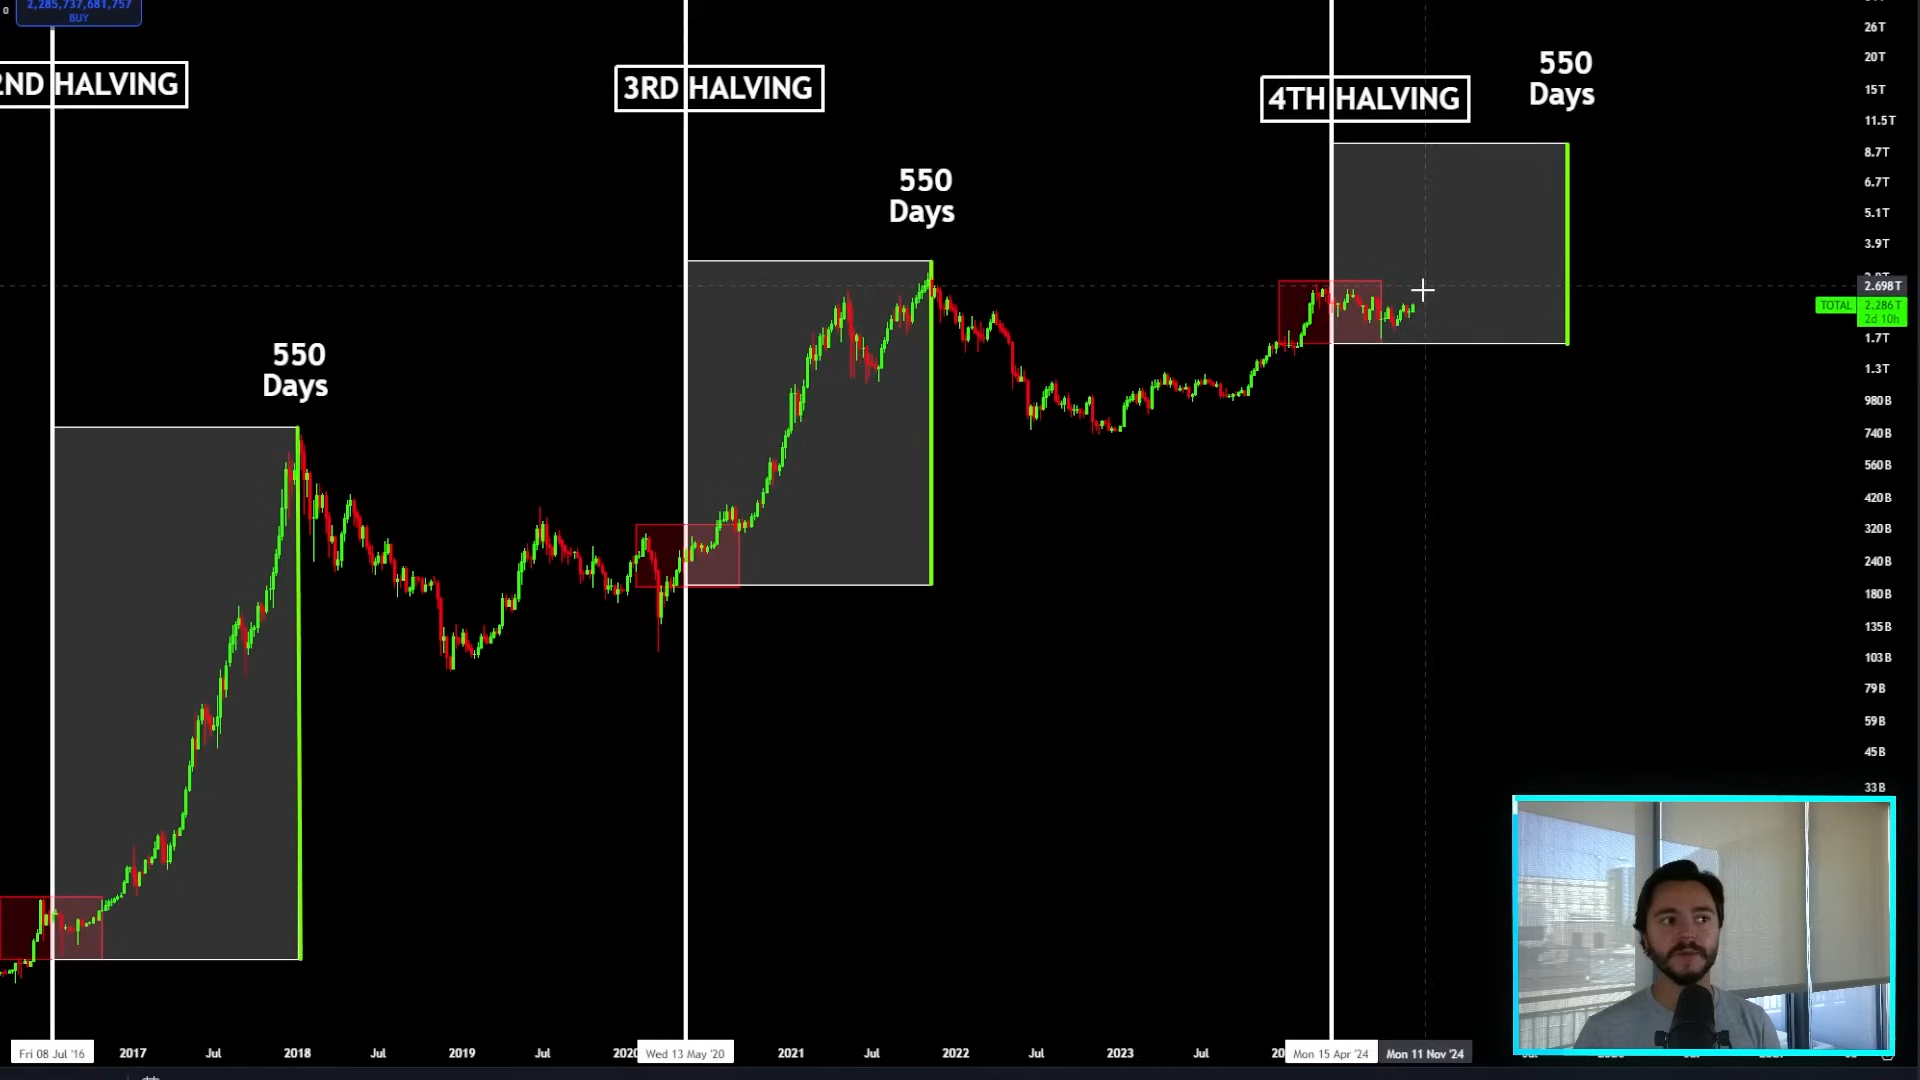 2,285,737,681,757
BUY
2ND HALVING
3RD HALVING
4TH HALVING
550
Days
550
Days
550
Days
26T
20T
15T
11.5T
8.7T
6.7T
5.1T
3.9T
2.698T
TOTAL 2.286T
2d 10h
1.7T
1.3T
980B
740B
560B
420B
320B
240B
180B
135B
103B
79B
59B
45B
33B
Fri 08 Jul '16 2017 Jul 2018 Jul 2019 Jul 2020 Wed 13 May '20 2021 Jul 2022 Jul 2023 Jul Mon 15 Apr '24 Mon 11 Nov '24